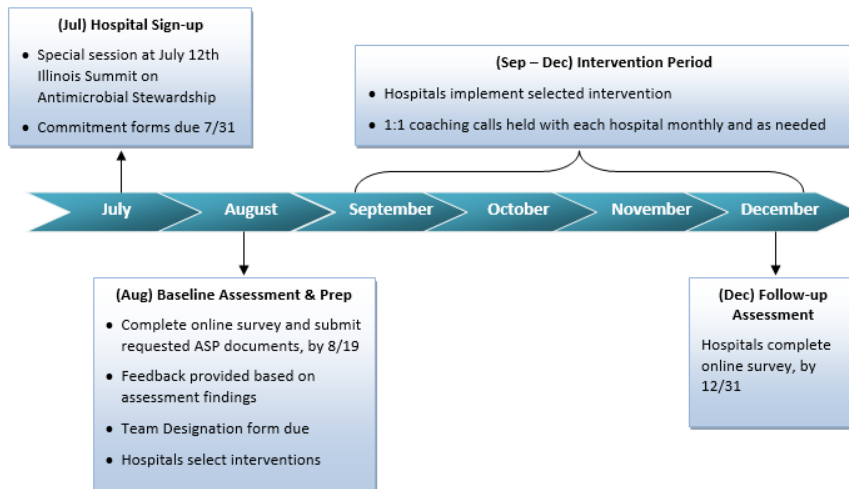 (Jul) Hospital Sign-up
• Special session at July 12th
Illinois Summit on
Antimicrobial Stewardship
• Commitment forms due 7/31
(Sep – Dec) Intervention Period
• Hospitals implement selected intervention
• 1:1 coaching calls held with each hospital monthly and as needed
July
August
September
October
November
December
(Aug) Baseline Assessment & Prep
• Complete online survey and submit
requested ASP documents, by 8/19
• Feedback provided based on
assessment findings
• Team Designation form due
• Hospitals select interventions
(Dec) Follow-up
Assessment
Hospitals complete
online survey, by
12/31